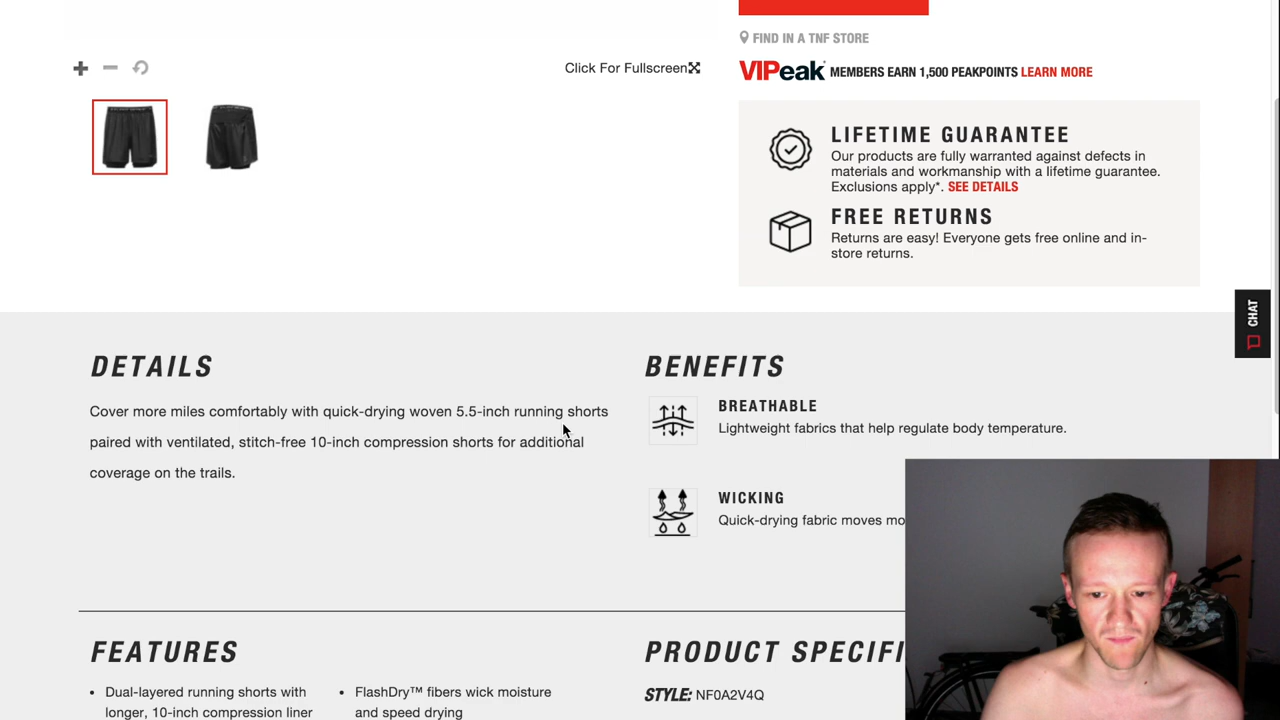 FIND IN A TNF STORE
Click For Fullscreen
VIPeak MEMBERS EARN 1,500 PEAKPOINTS LEARN MORE
LIFETIME GUARANTEE
Our products are fully warranted against defects in
materials and workmanship with a lifetime guarantee.
Exclusions apply*. SEE DETAILS
FREE RETURNS
Returns are easy! Everyone gets free online and in-
store returns.
CHAT
DETAILS
Cover more miles comfortably with quick-drying woven 5.5-inch running shorts
paired with ventilated, stitch-free 10-inch compression shorts for additional
coverage on the trails.
BENEFITS
BREATHABLE
Lightweight fabrics that help regulate body temperature.
WICKING
Quick-drying fabric moves mo
FEATURES
• Dual-layered running shorts with
longer, 10-inch compression liner
• FlashDry™ fibers wick moisture
and speed drying
PRODUCT SPECIFI
STYLE: NF0A2V4Q